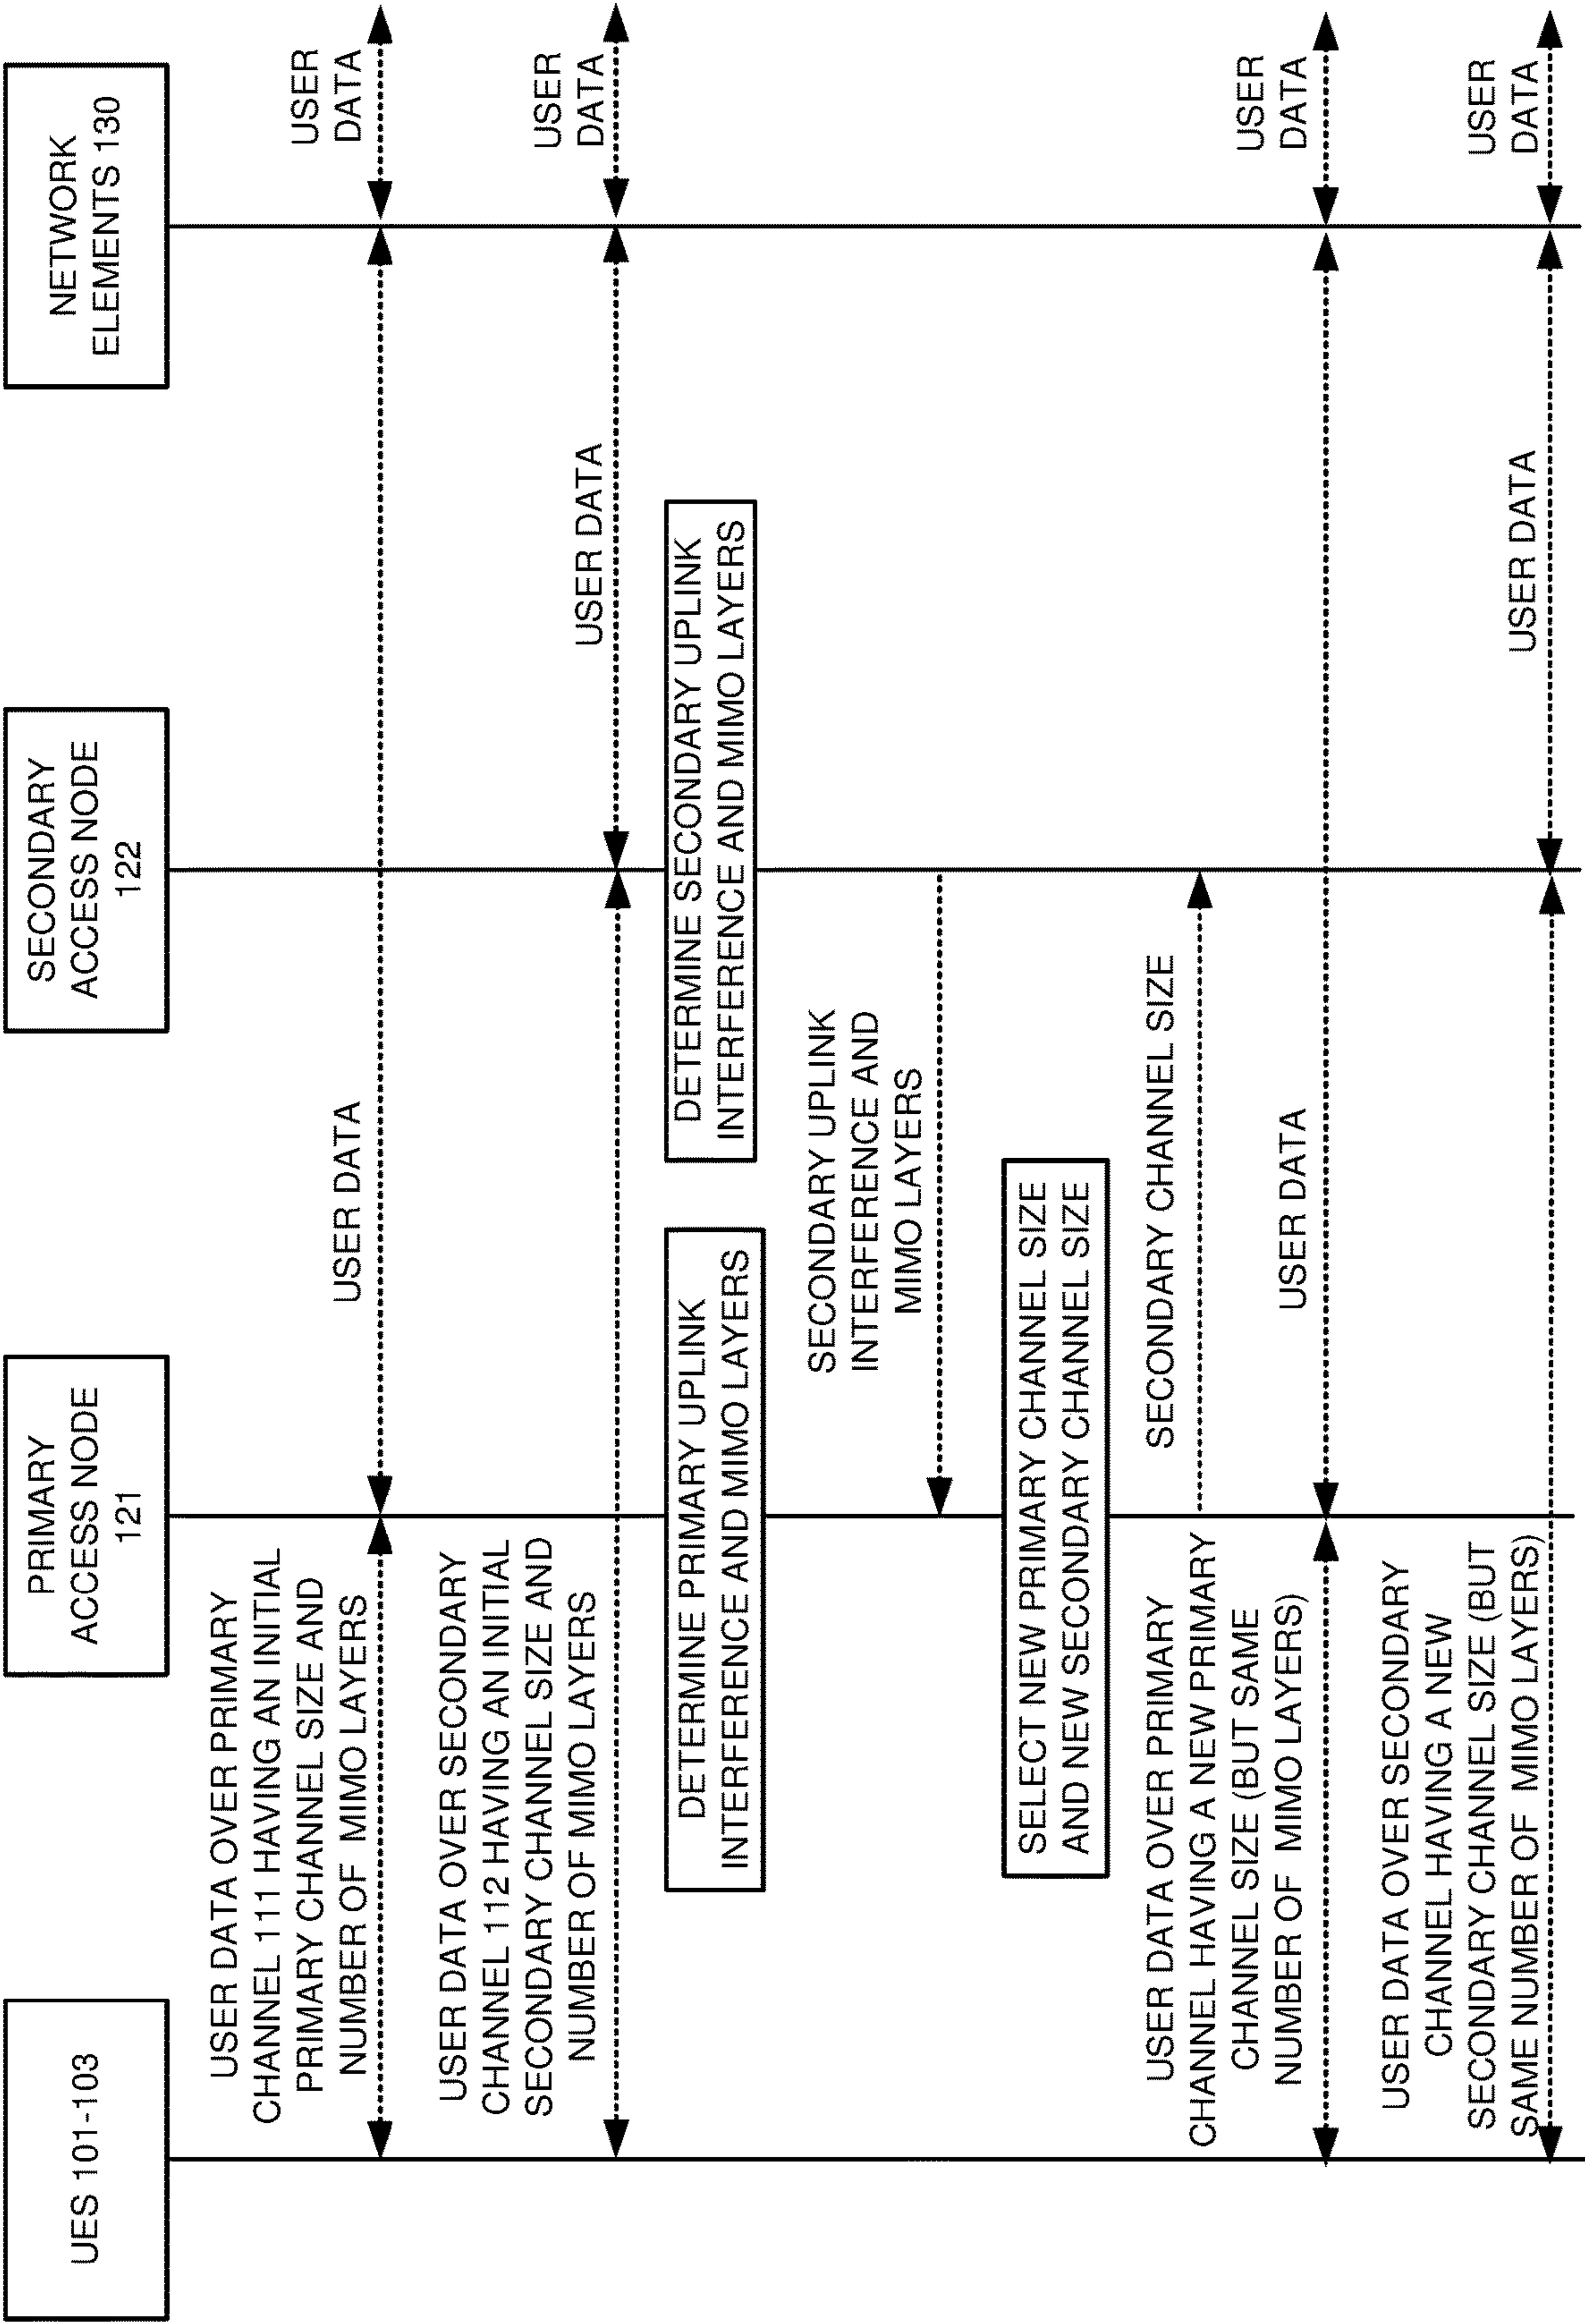 UES 101-103
PRIMARY
ACCESS NODE
121
SECONDARY
ACCESS NODE
122
NETWORK
ELEMENTS 130
USER DATA OVER PRIMARY
CHANNEL 111 HAVING AN INITIAL
PRIMARY CHANNEL SIZE AND
NUMBER OF MIMO LAYERS
USER DATA
USER
DATA
USER DATA OVER SECONDARY
CHANNEL 112 HAVING AN INITIAL
SECONDARY CHANNEL SIZE AND
NUMBER OF MIMO LAYERS
USER DATA
USER
DATA
DETERMINE PRIMARY UPLINK
INTERFERENCE AND MIMO LAYERS
DETERMINE SECONDARY UPLINK
INTERFERENCE AND MIMO LAYERS
SECONDARY UPLINK
INTERFERENCE AND
MIMO LAYERS
SELECT NEW PRIMARY CHANNEL SIZE
AND NEW SECONDARY CHANNEL SIZE
SECONDARY CHANNEL SIZE
USER DATA OVER PRIMARY
CHANNEL HAVING A NEW PRIMARY
CHANNEL SIZE (BUT SAME
NUMBER OF MIMO LAYERS)
USER DATA
USER
DATA
USER DATA OVER SECONDARY
CHANNEL HAVING A NEW
SECONDARY CHANNEL SIZE (BUT
SAME NUMBER OF MIMO LAYERS)
USER DATA
USER
DATA